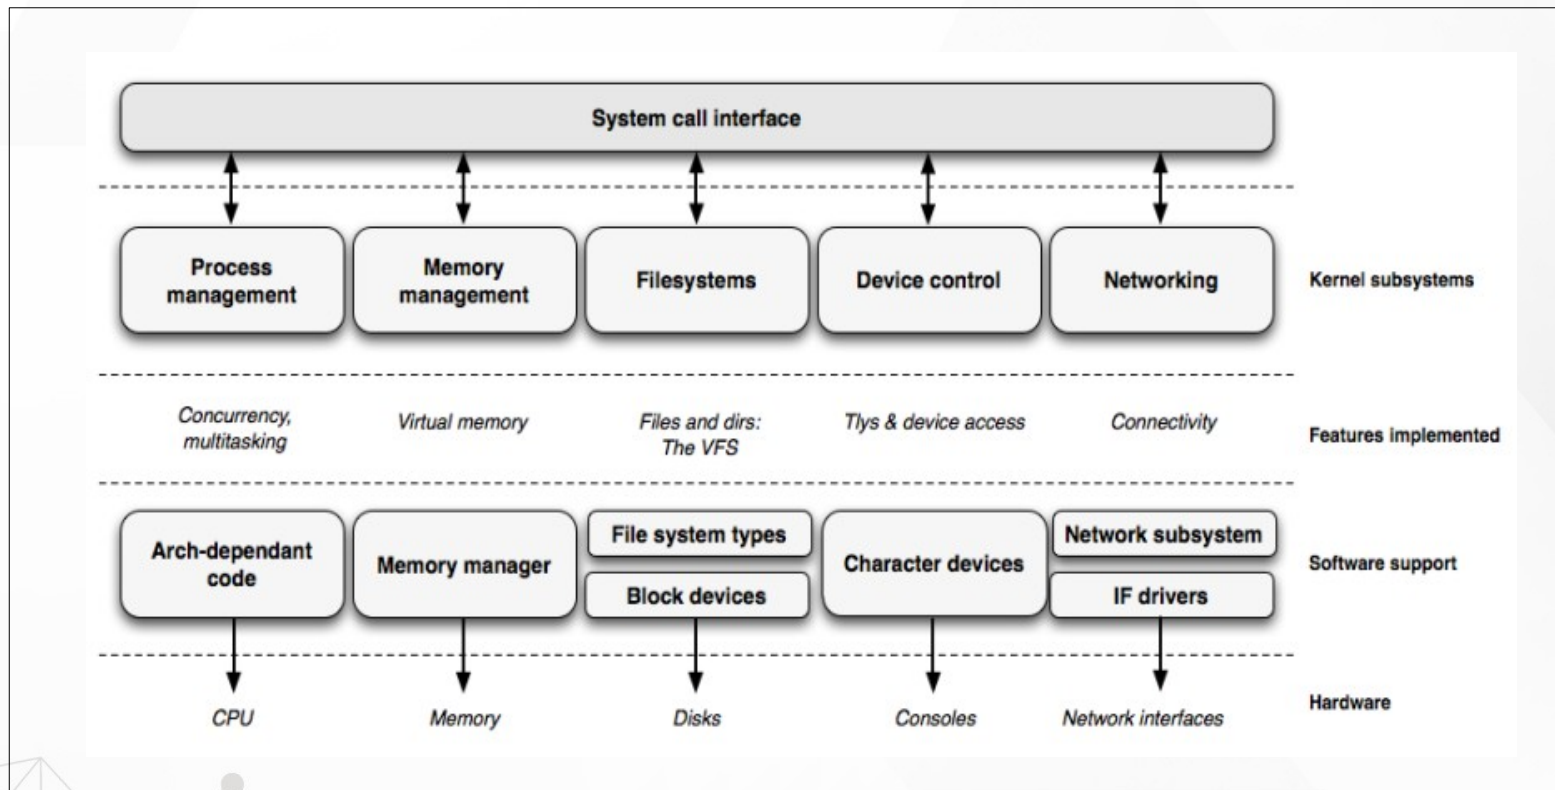 System call interface
Process
management
Memory
management
Filesystems
Device control
Networking
Kernel subsystems
Concurrency,
multitasking
Virtual memory
Files and dirs:
The VFS
Tlys & device access
Connectivity
Features implemented
Arch-dependant
code
Memory manager
File system types
Block devices
Character devices
Network subsystem
IF drivers
Software support
CPU
Memory
Disks
Consoles
Network interfaces
Hardware